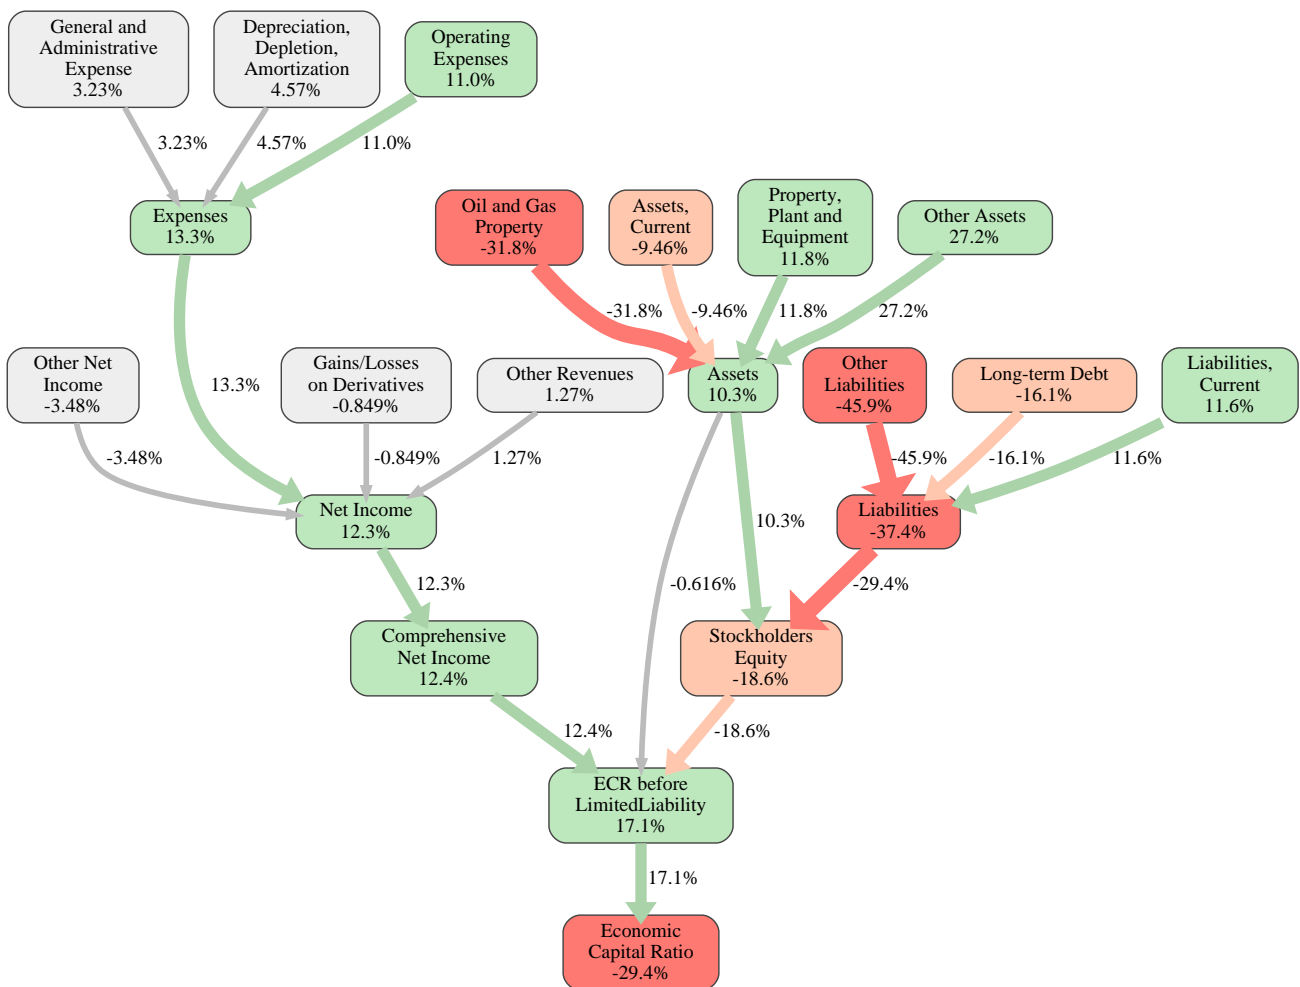 General and
Administrative
Expense
3.23%
Depreciation,
Depletion,
Amortization
4.57%
Operating
Expenses
11.0%
3.23%
4.57%
11.0%
Expenses
13.3%
Oil and Gas
Property
-31.8%
Assets,
Current
-9.46%
Property,
Plant and
Equipment
11.8%
Other Assets
27.2%
-31.8%
-9.46%
11.8%
27.2%
Other Net
Income
-3.48%
13.3%
Gains/Losses
on Derivatives
-0.849%
Other Revenues
1.27%
Assets
10.3%
Other
Liabilities
-45.9%
Long-term Debt
-16.1%
Liabilities,
Current
11.6%
-3.48%
-0.849%
1.27%
-45.9%
-16.1%
11.6%
Net Income
12.3%
10.3%
Liabilities
-37.4%
12.3%
-0.616%
-29.4%
Comprehensive
Net Income
12.4%
Stockholders
Equity
-18.6%
12.4%
-18.6%
ECR before
LimitedLiability
17.1%
17.1%
Economic
Capital Ratio
-29.4%